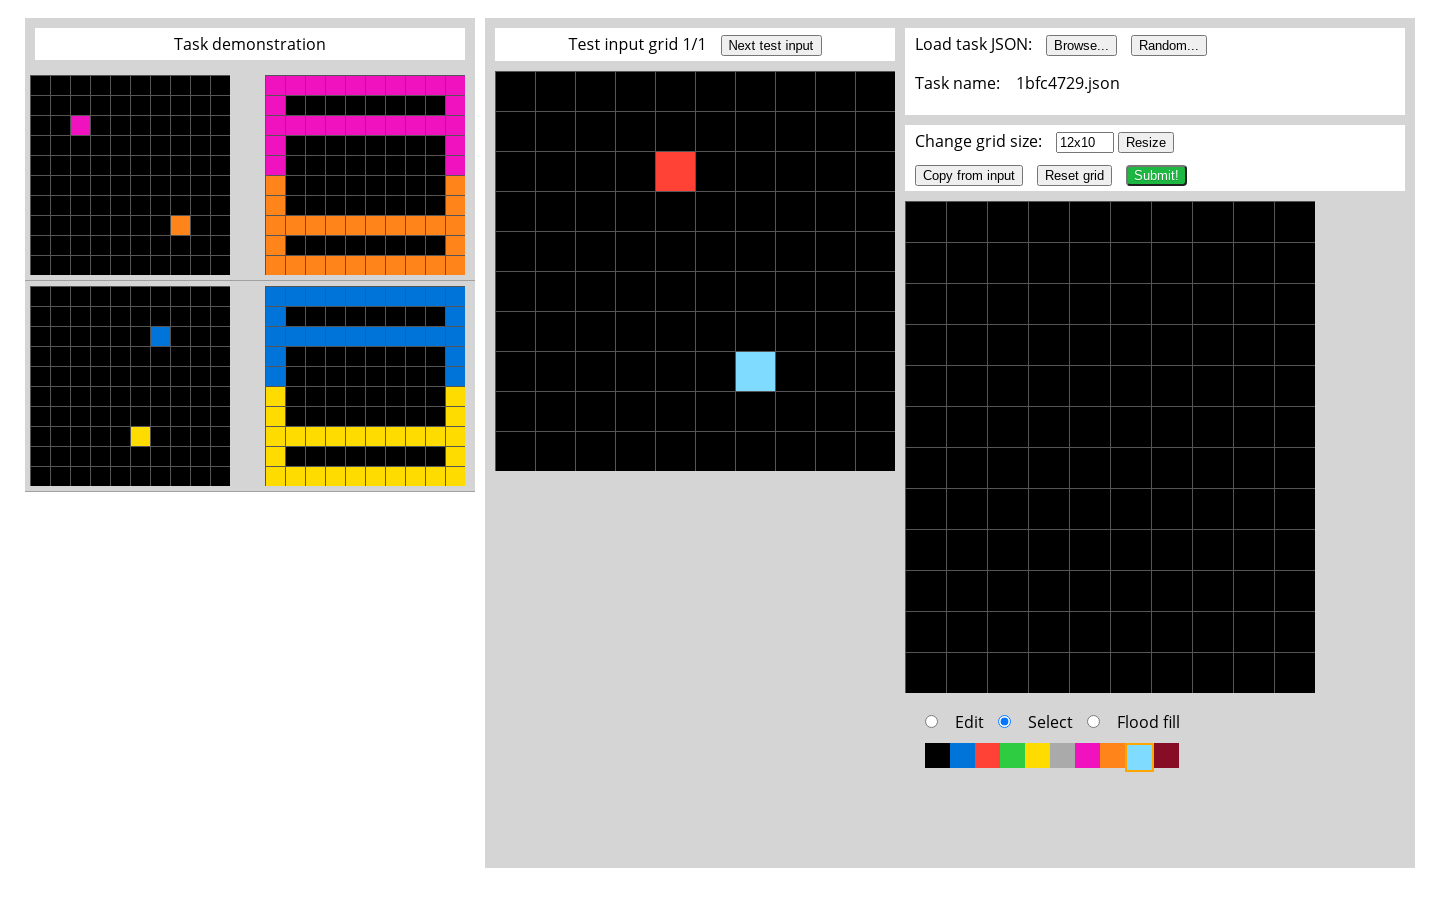 Task demonstration
Test input grid 1/1 Next test input
Load task JSON: Browse... Random...
Task name: 1bfc4729.json
Change grid size: 12x10 Resize
Copy from input Reset grid Submit!
Edit Select Flood fill